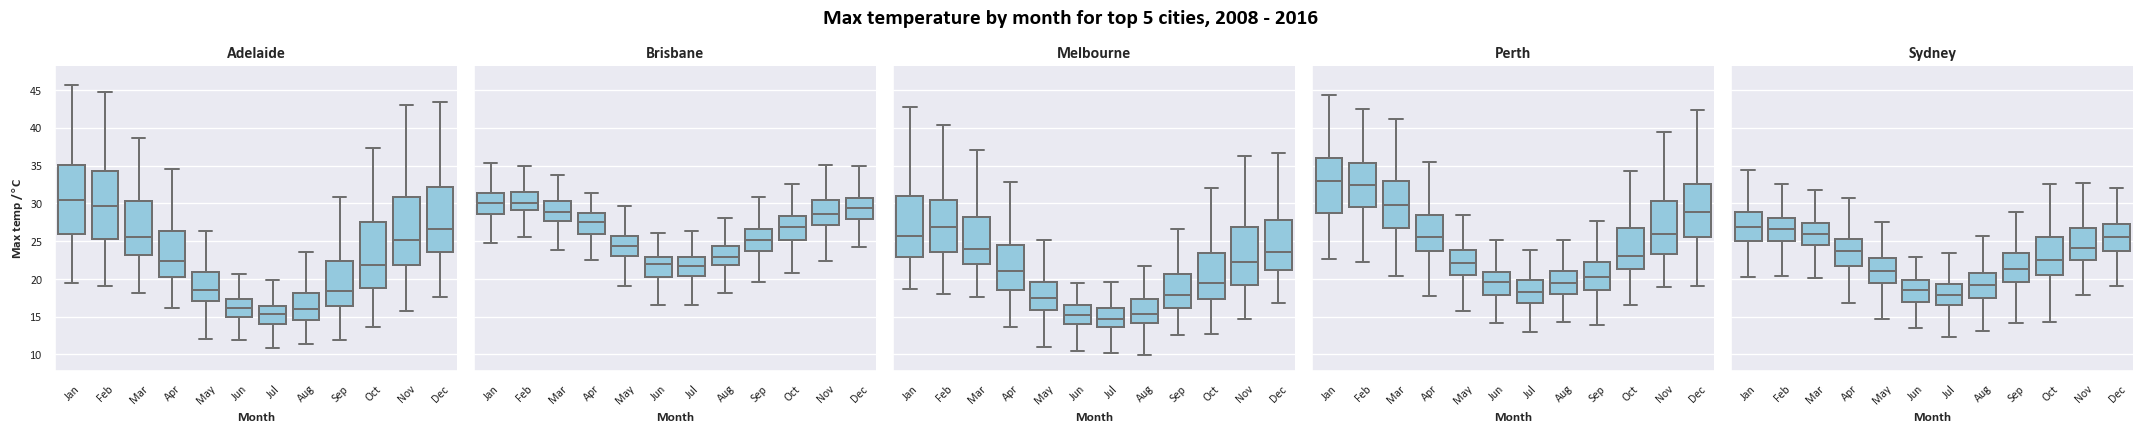 Max temperature by month for top 5 cities, 2008 - 2016
Adelaide Brisbane Melbourne Perth Sydney
Max temp /°C
45
40
35
30
25
20
15
10
Jan Feb Mar Apr May Jun Jul Aug Sep Oct Nov Dec Jan Feb Mar Apr May Jun Jul Aug Sep Oct Nov Dec Jan Feb Mar Apr May Jun Jul Aug Sep Oct Nov Dec Jan Feb Mar Apr May Jun Jul Aug Sep Oct Nov Dec Jan Feb Mar Apr May Jun Jul Aug Sep Oct Nov Dec
Month Month Month Month Month